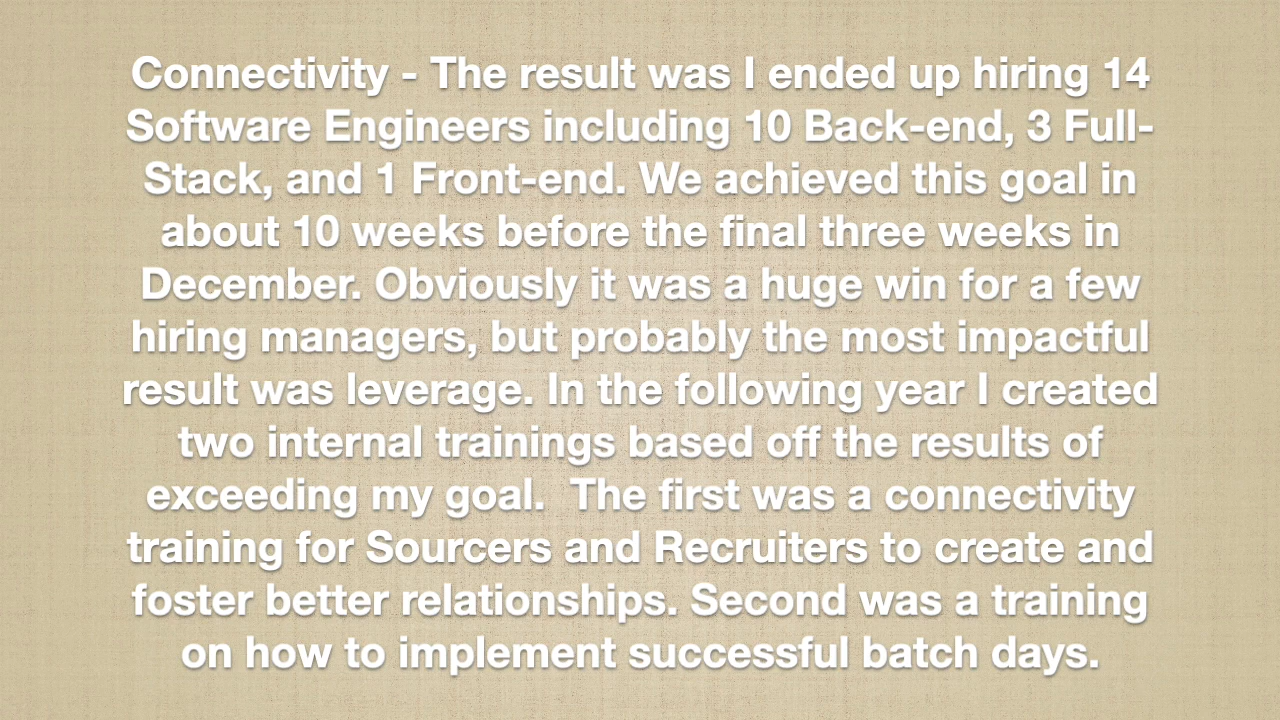 Connectivity - The result was I ended up hiring 14
Software Engineers including 10 Back-end, 3 Full-
Stack, and 1 Front-end. We achieved this goal in
about 10 weeks before the final three weeks in
December. Obviously it was a huge win for a few
hiring managers, but probably the most impactful
result was leverage. In the following year I created
two internal trainings based off the results of
exceeding my goal.  The first was a connectivity
training for Sourcers and Recruiters to create and
foster better relationships. Second was a training
on how to implement successful batch days.